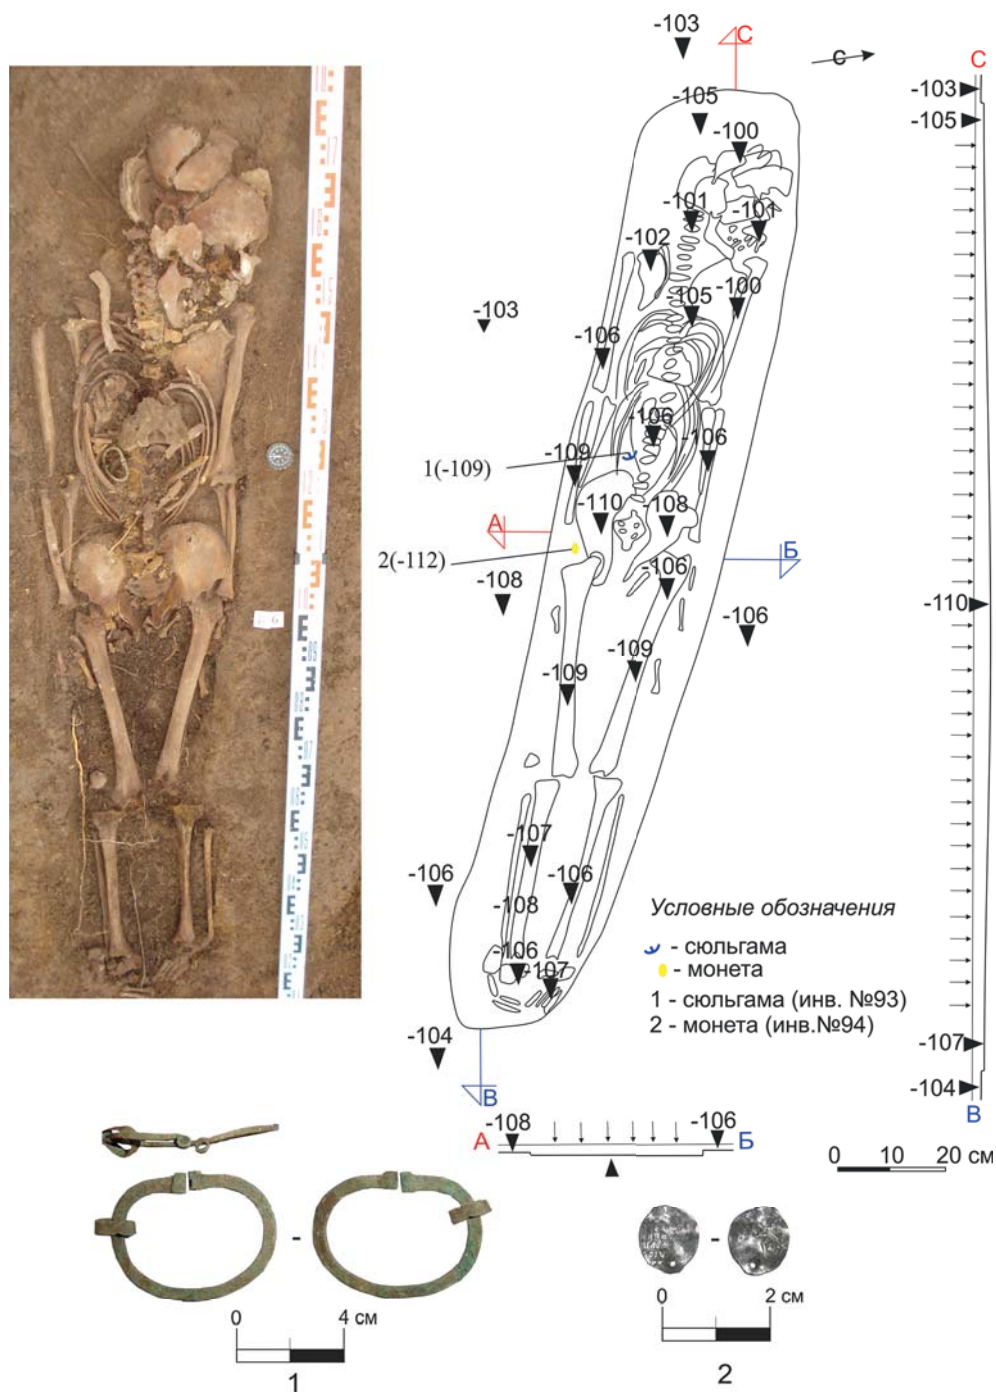 -103
С
с
С
-103
-105
-105
-100
-101
-101
-102
-105
-100
-103
-106
-106
-106
1(-109)
-109
-110
-108
А
Б
2(-112)
-106
-108
-106
-110
-109
-109
-107
-106
-106
-108
-106
-107
Условные обозначения
- сюльгама
- монета
1 - сюльгама (инв. №93)
2 - монета (инв.№94)
-104
-107
-104
В
В
А
-108
-106
Б
0 10 20 см
-
-
0 4 см
1
0 2 см
2